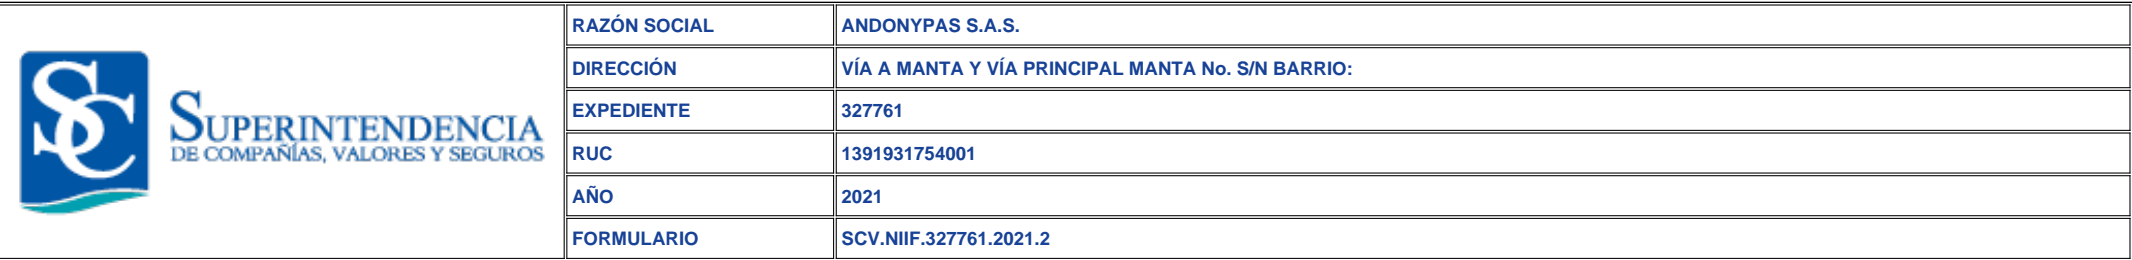 SC
SUPERINTENDENCIA
DE COMPAÑÍAS, VALORES Y SEGUROS
RAZÓN SOCIAL ANDONYPAS S.A.S.
DIRECCIÓN VÍA A MANTA Y VÍA PRINCIPAL MANTA No. S/N BARRIO:
EXPEDIENTE 327761
RUC 1391931754001
AÑO 2021
FORMULARIO SCV.NIIF.327761.2021.2